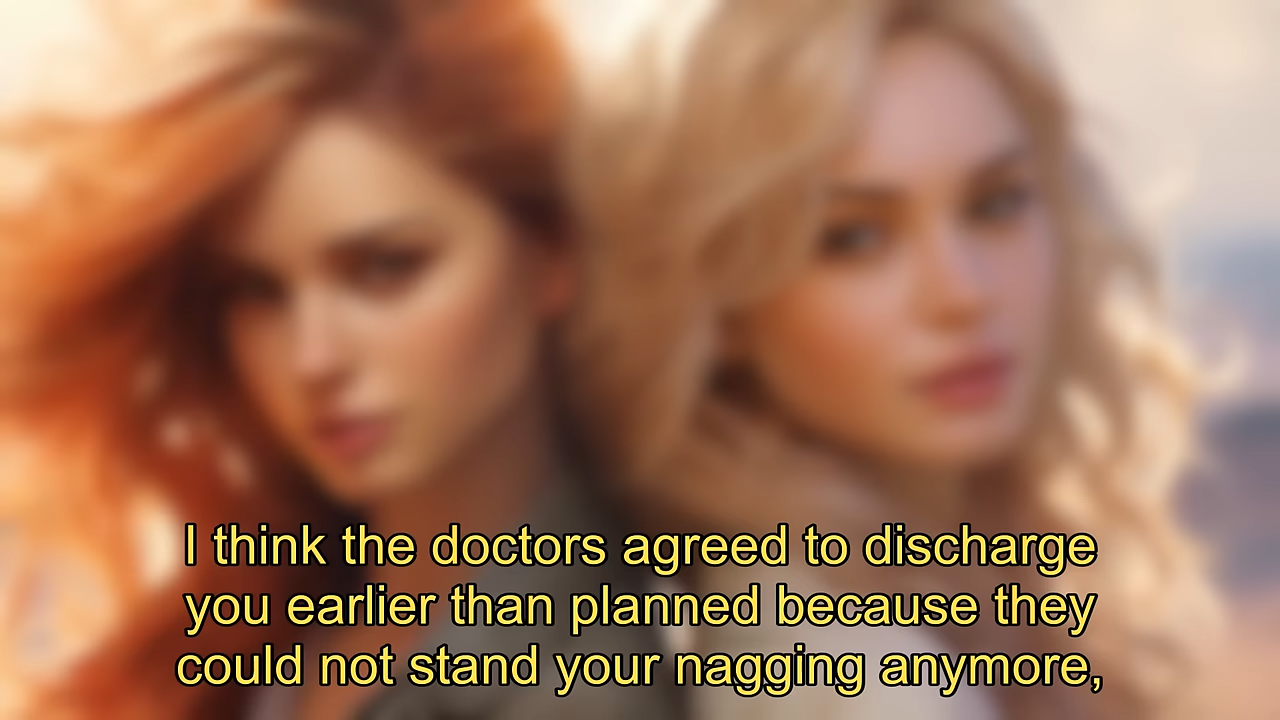 I think the doctors agreed to discharge
you earlier than planned because they
could not stand your nagging anymore,